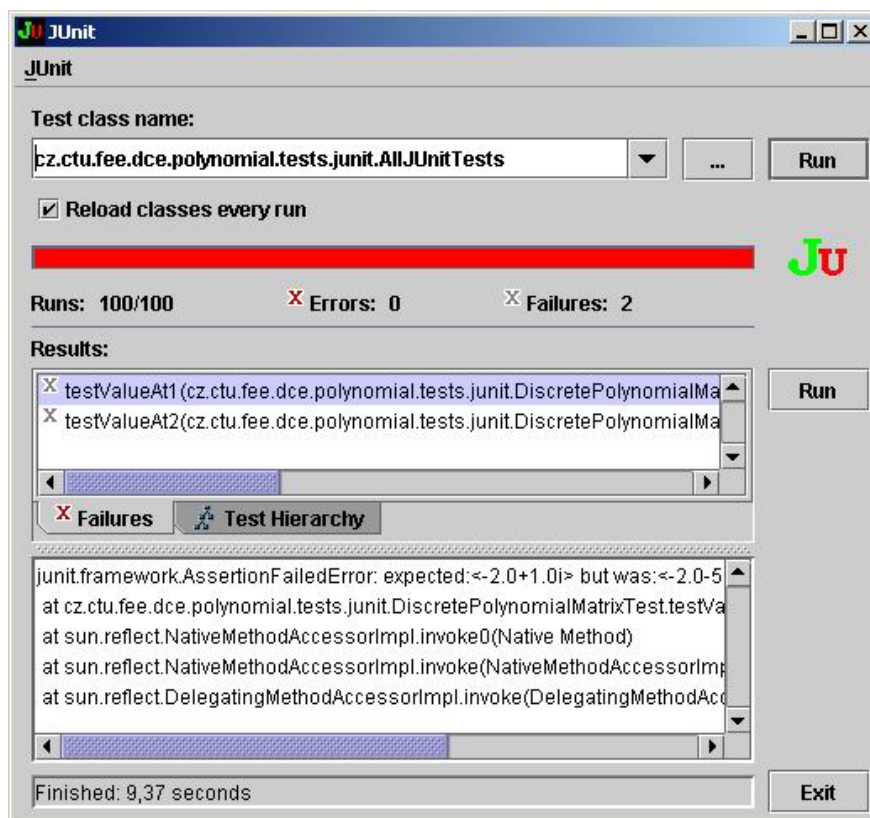 JU JUnit
JUnit
Test class name:
cz.ctu.fee.dce.polynomial.tests.junit.AllJUnitTests ... Run
Reload classes every run
JU
Runs: 100/100 X Errors: 0 X Failures: 2
Results:
X testValueAt1(cz.ctu.fee.dce.polynomial.tests.junit.DiscretePolynomialMa Run
X testValueAt2(cz.ctu.fee.dce.polynomial.tests.junit.DiscretePolynomialMa
X Failures Test Hierarchy
junit.framework.AssertionFailedError: expected:<-2.0+1.0i> but was:<-2.0-5
at cz.ctu.fee.dce.polynomial.tests.junit.DiscretePolynomialMatrixTest.testVa
at sun.reflect.NativeMethodAccessorImpl.invoke0(Native Method)
at sun.reflect.NativeMethodAccessorImpl.invoke(NativeMethodAccessorImp
at sun.reflect.DelegatingMethodAccessorImpl.invoke(DelegatingMethodAcc
Finished: 9,37 seconds Exit